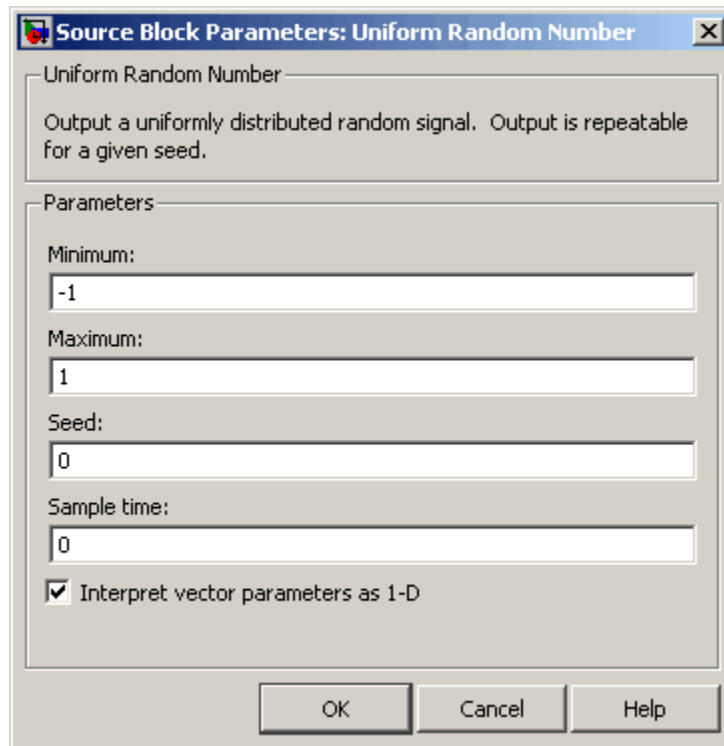 Source Block Parameters: Uniform Random Number
Uniform Random Number
Output a uniformly distributed random signal.  Output is repeatable
for a given seed.
Parameters
Minimum:
-1
Maximum:
1
Seed:
0
Sample time:
0
Interpret vector parameters as 1-D
OK Cancel Help